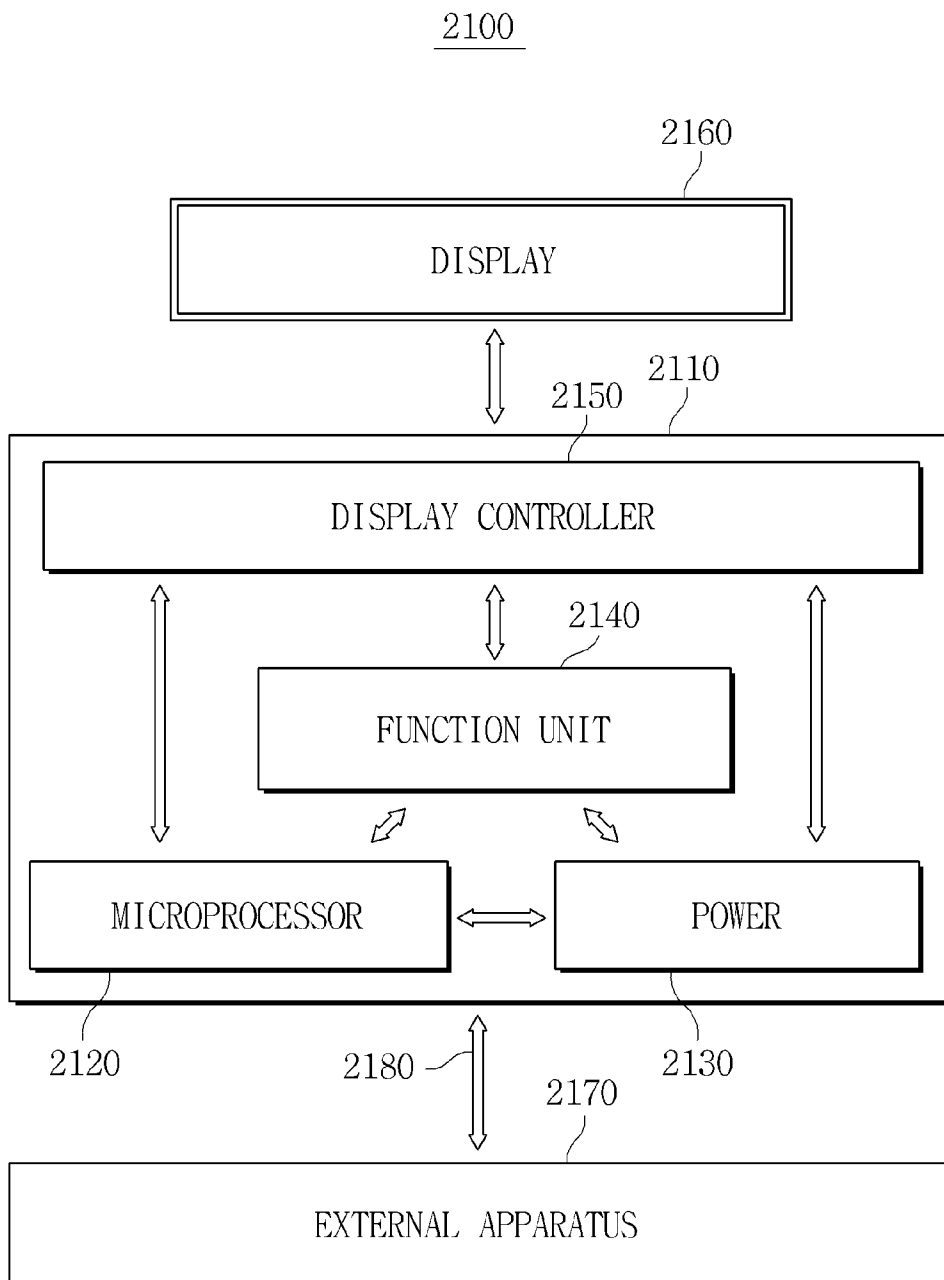 2100
2160
DISPLAY
2110
2150
DISPLAY CONTROLLER
2140
FUNCTION UNIT
MICROPROCESSOR
POWER
2120
2180
2130
2170
EXTERNAL APPARATUS